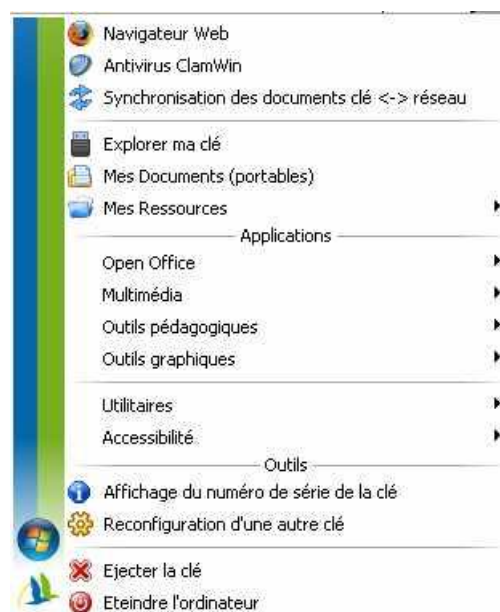 Navigateur Web
Antivirus ClamWin
Synchronisation des documents clé <-> réseau
Explorer ma clé
Mes Documents (portables)
Mes Ressources
Applications
Open Office
Multimédia
Outils pédagogiques
Outils graphiques
Utilitaires
Accessibilité
Outils
Affichage du numéro de série de la clé
Reconfiguration d'une autre clé
Ejecter la clé
Eteindre l'ordinateur